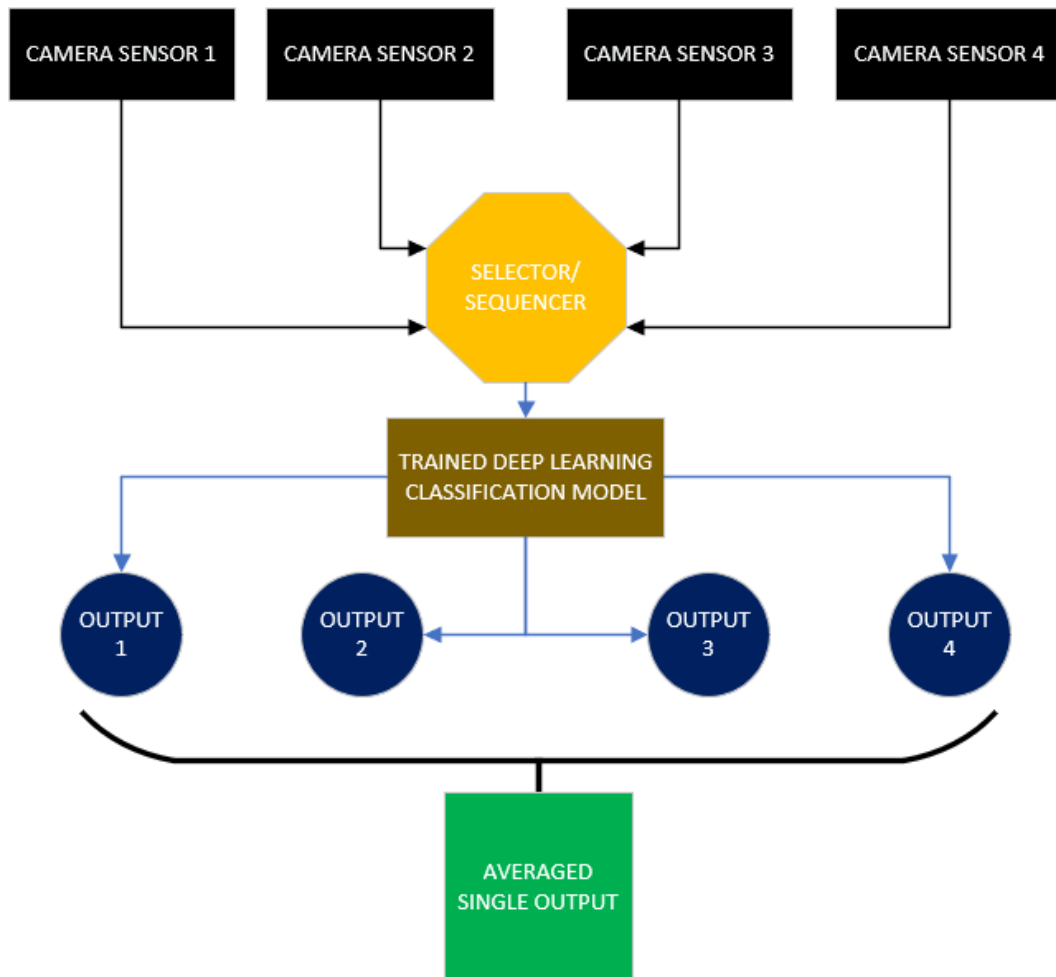 CAMERA SENSOR 1
CAMERA SENSOR 2
CAMERA SENSOR 3
CAMERA SENSOR 4
SELECTOR/
SEQUENCER
TRAINED DEEP LEARNING
CLASSIFICATION MODEL
OUTPUT
1
OUTPUT
2
OUTPUT
3
OUTPUT
4
AVERAGED
SINGLE OUTPUT